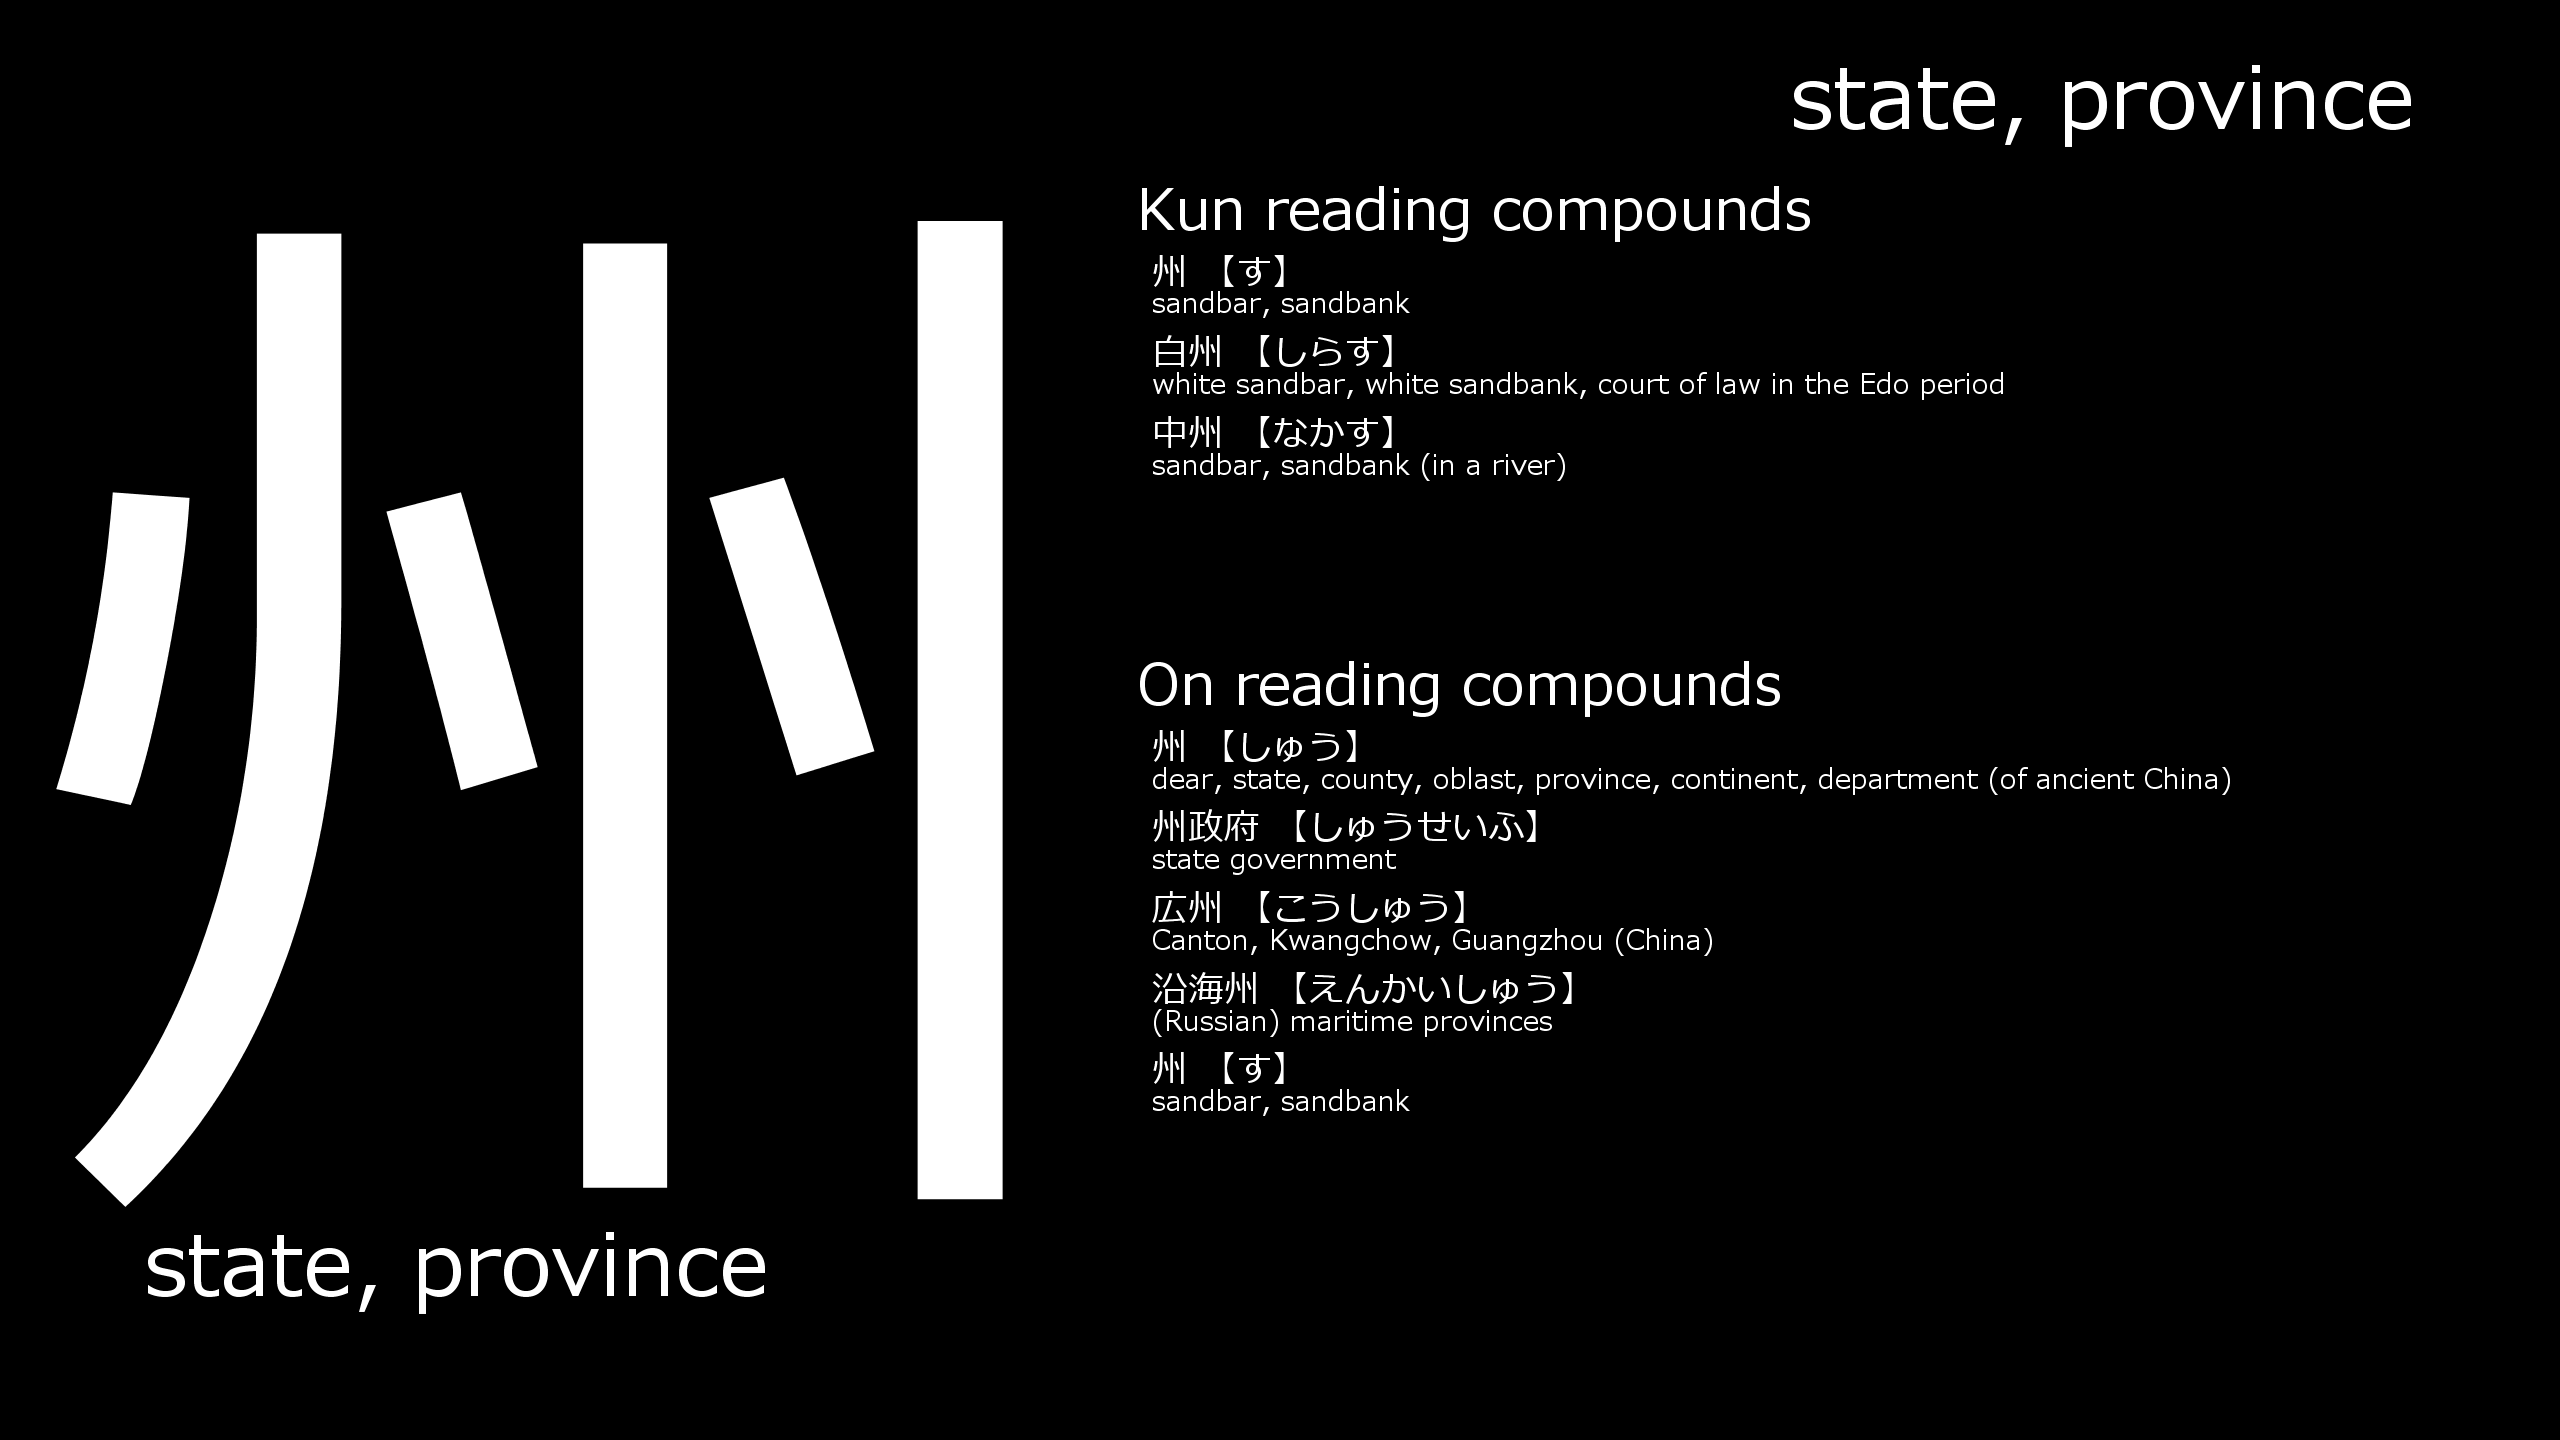 state, province
州
state, province
Kun reading compounds
州 【す】
sandbar, sandbank
白州 【しらす】
white sandbar, white sandbank, court of law in the Edo period
中州 【なかす】
sandbar, sandbank (in a river)
On reading compounds
州 【しゅう】
dear, state, county, oblast, province, continent, department (of ancient China)
州政府 【しゅうせいふ】
state government
広州 【こうしゅう】
Canton, Kwangchow, Guangzhou (China)
沿海州 【えんかいしゅう】
(Russian) maritime provinces
州 【す】
sandbar, sandbank